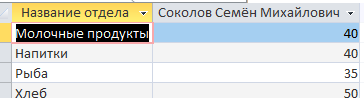 Название отдела Соколов Семён Михайлович
Молочные продукты 40
Напитки 40
Рыба 35
Хлеб 50